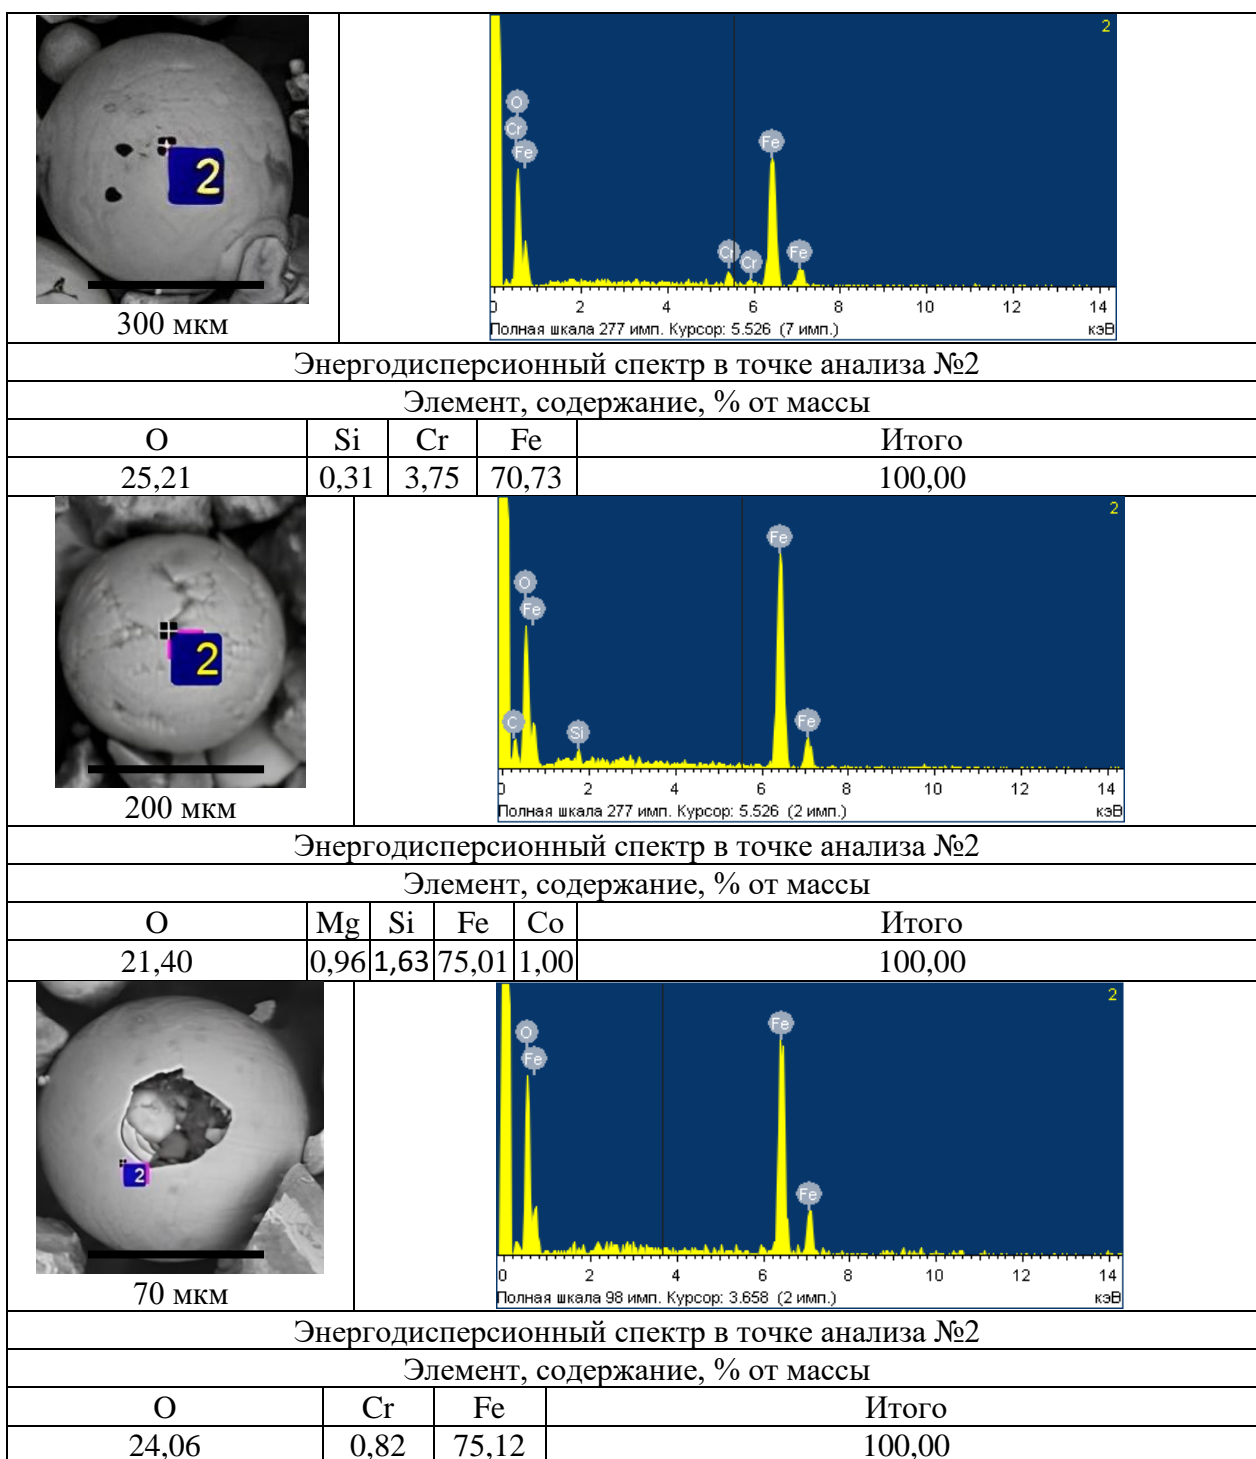 2
2
O
Cr
Fe
Cr
Cr
Fe
Fe
0 2 4 6 8 10 12 14
Полная шкала 277 имп. Курсор: 5.526 (7 имп.) кэВ
300 мкм
Энергодисперсионный спектр в точке анализа №2
Элемент, содержание, % от массы
O Si Cr Fe Итого
25,21 0,31 3,75 70,73 100,00
2
2
C
O
Fe
Si
Fe
Fe
0 2 4 6 8 10 12 14
Полная шкала 277 имп. Курсор: 5.526 (2 имп.) кэВ
200 мкм
Энергодисперсионный спектр в точке анализа №2
Элемент, содержание, % от массы
O Mg Si Fe Co Итого
21,40 0,96 1,63 75,01 1,00 100,00
2
2
O
Fe
Fe
Fe
0 2 4 6 8 10 12 14
Полная шкала 98 имп. Курсор: 3.658 (2 имп.) кэВ
70 мкм
Энергодисперсионный спектр в точке анализа №2
Элемент, содержание, % от массы
O Cr Fe Итого
24,06 0,82 75,12 100,00